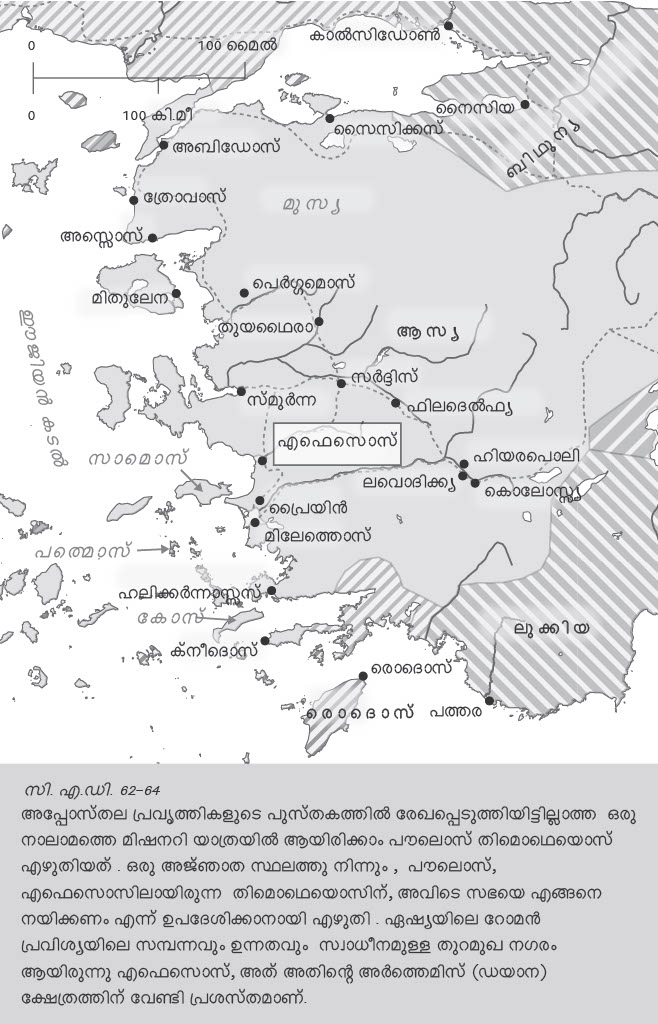 0 100 മൈൽ
0 100 കി.മീ
കാൽസിഡോൺ
നൈസിയ
സൈസിക്കസ്
ബിഥുന്യ
അബിഡോസ്
ത്രോവാസ്
മുസ്യ
അസ്സൊസ്
പെർഗ്ഗമൊസ്
മിതുലേന
തുയഥൈരാ
ആസ്യ
ഈജിയൻ കടൽ
സർദ്ദിസ്
സ്മുർന്ന
ഫിലദെൽഫ്യ
എഫെസൊസ്
സാമൊസ്
ഹിയരപൊലി
ലവൊദിക്ക്യ
കൊലോസ്സ്യ
പ്രൈയിൻ
മിലേത്തൊസ്
പത്മൊസ്
ഹലിക്കർന്നാസ്സസ്
കോസ്
ക്നീദൊസ്
ലുക്കിയ
രൊദൊസ്
രൊദൊസ്
പത്തര
സി. എ.ഡി. 62-64
അപ്പോസ്തല പ്രവൃത്തികളുടെ പുസ്തകത്തിൽ രേഖപ്പെടുത്തിയിട്ടില്ലാത്ത ഒരു
നാലാമത്തെ മിഷനറി യാത്രയിൽ ആയിരിക്കാം പൗലൊസ് തിമൊഥെയൊസ്
എഴുതിയത് . ഒരു അജ്ഞാത സ്ഥലത്തു നിന്നും , പൗലൊസ്,
എഫെസൊസിലായിരുന്ന തിമൊഥെയൊസിന്, അവിടെ സഭയെ എങ്ങനെ
നയിക്കണം എന്ന് ഉപദേശിക്കാനായി എഴുതി . ഏഷ്യയിലെ റോമൻ
പ്രവിശ്യയിലെ സമ്പന്നവും ഉന്നതവും സ്വാധീനമുള്ള തുറമുഖ നഗരം
ആയിരുന്നു എഫെസൊസ്, അത് അതിന്റെ അർത്തെമിസ് (ഡയാന)
ക്ഷേത്രത്തിന് വേണ്ടി പ്രശസ്തമാണ്.